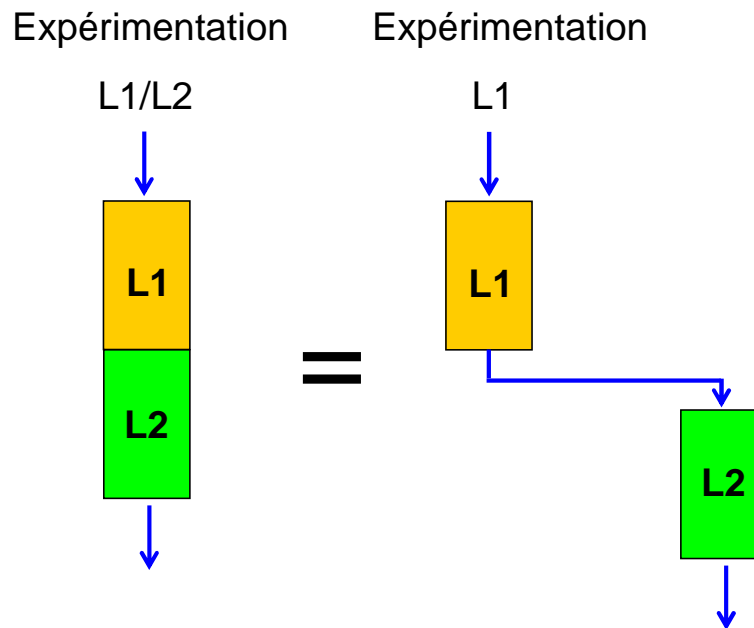 Expérimentation Expérimentation
L1/L2 L1
L1 L1
=
L2
L2